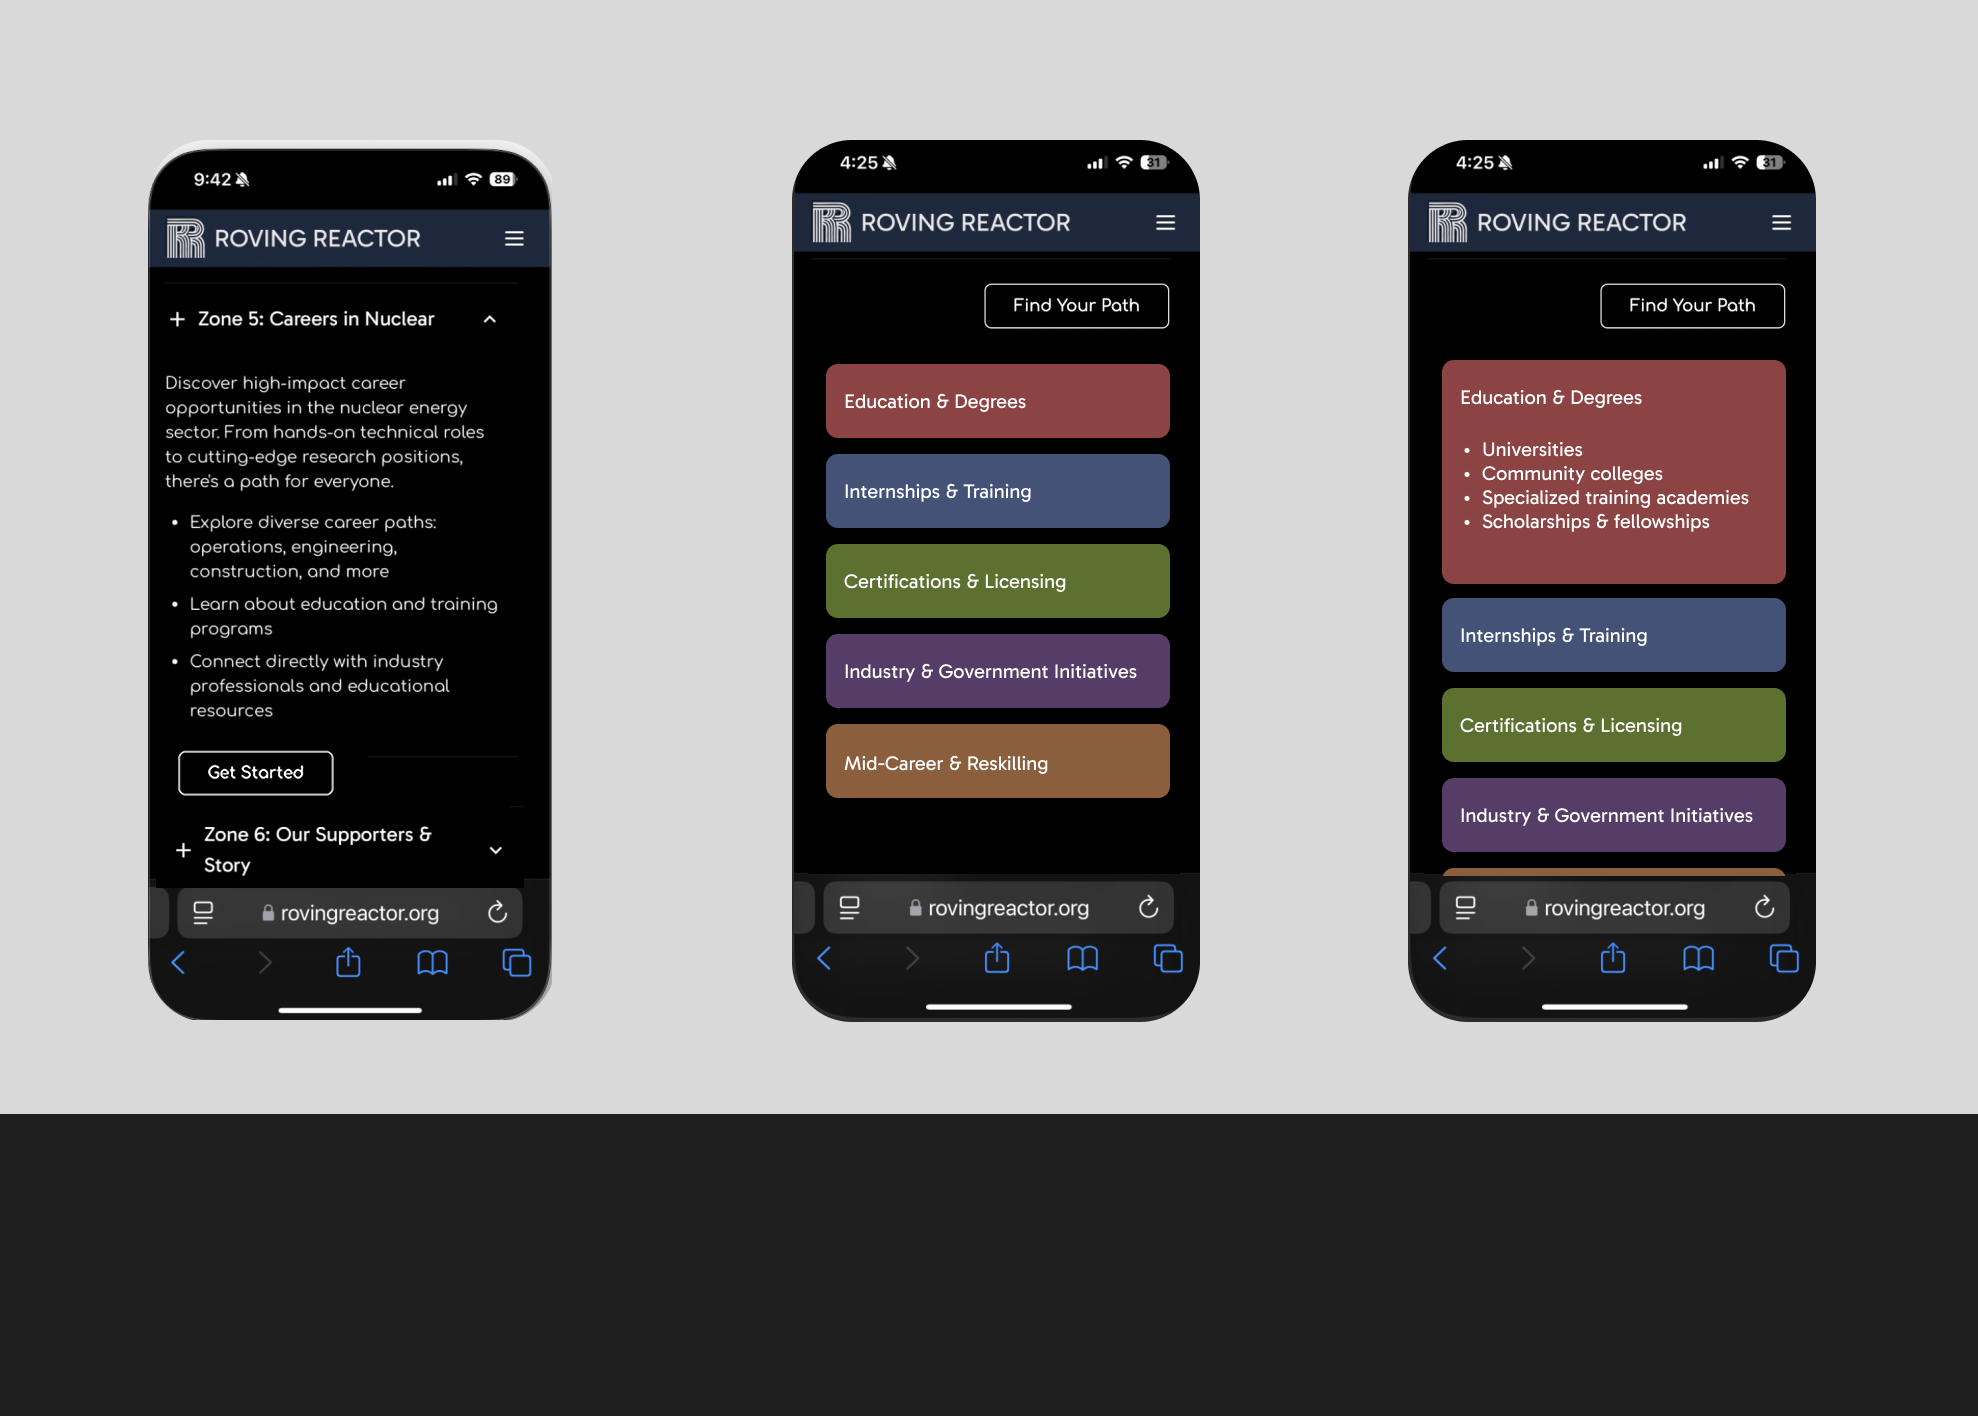 9:42
89
ROVING REACTOR
Zone 5: Careers in Nuclear
Discover high-impact career
opportunities in the nuclear energy
sector. From hands-on technical roles
to cutting-edge research positions,
there's a path for everyone.
• Explore diverse career paths:
operations, engineering,
construction, and more
• Learn about education and training
programs
• Connect directly with industry
professionals and educational
resources
Get Started
Zone 6: Our Supporters &
Story
rovingreactor.org
4:25
31
ROVING REACTOR
Find Your Path
Education & Degrees
Internships & Training
Certifications & Licensing
Industry & Government Initiatives
Mid-Career & Reskilling
rovingreactor.org
4:25
31
ROVING REACTOR
Find Your Path
Education & Degrees
• Universities
• Community colleges
• Specialized training academies
• Scholarships & fellowships
Internships & Training
Certifications & Licensing
Industry & Government Initiatives
rovingreactor.org